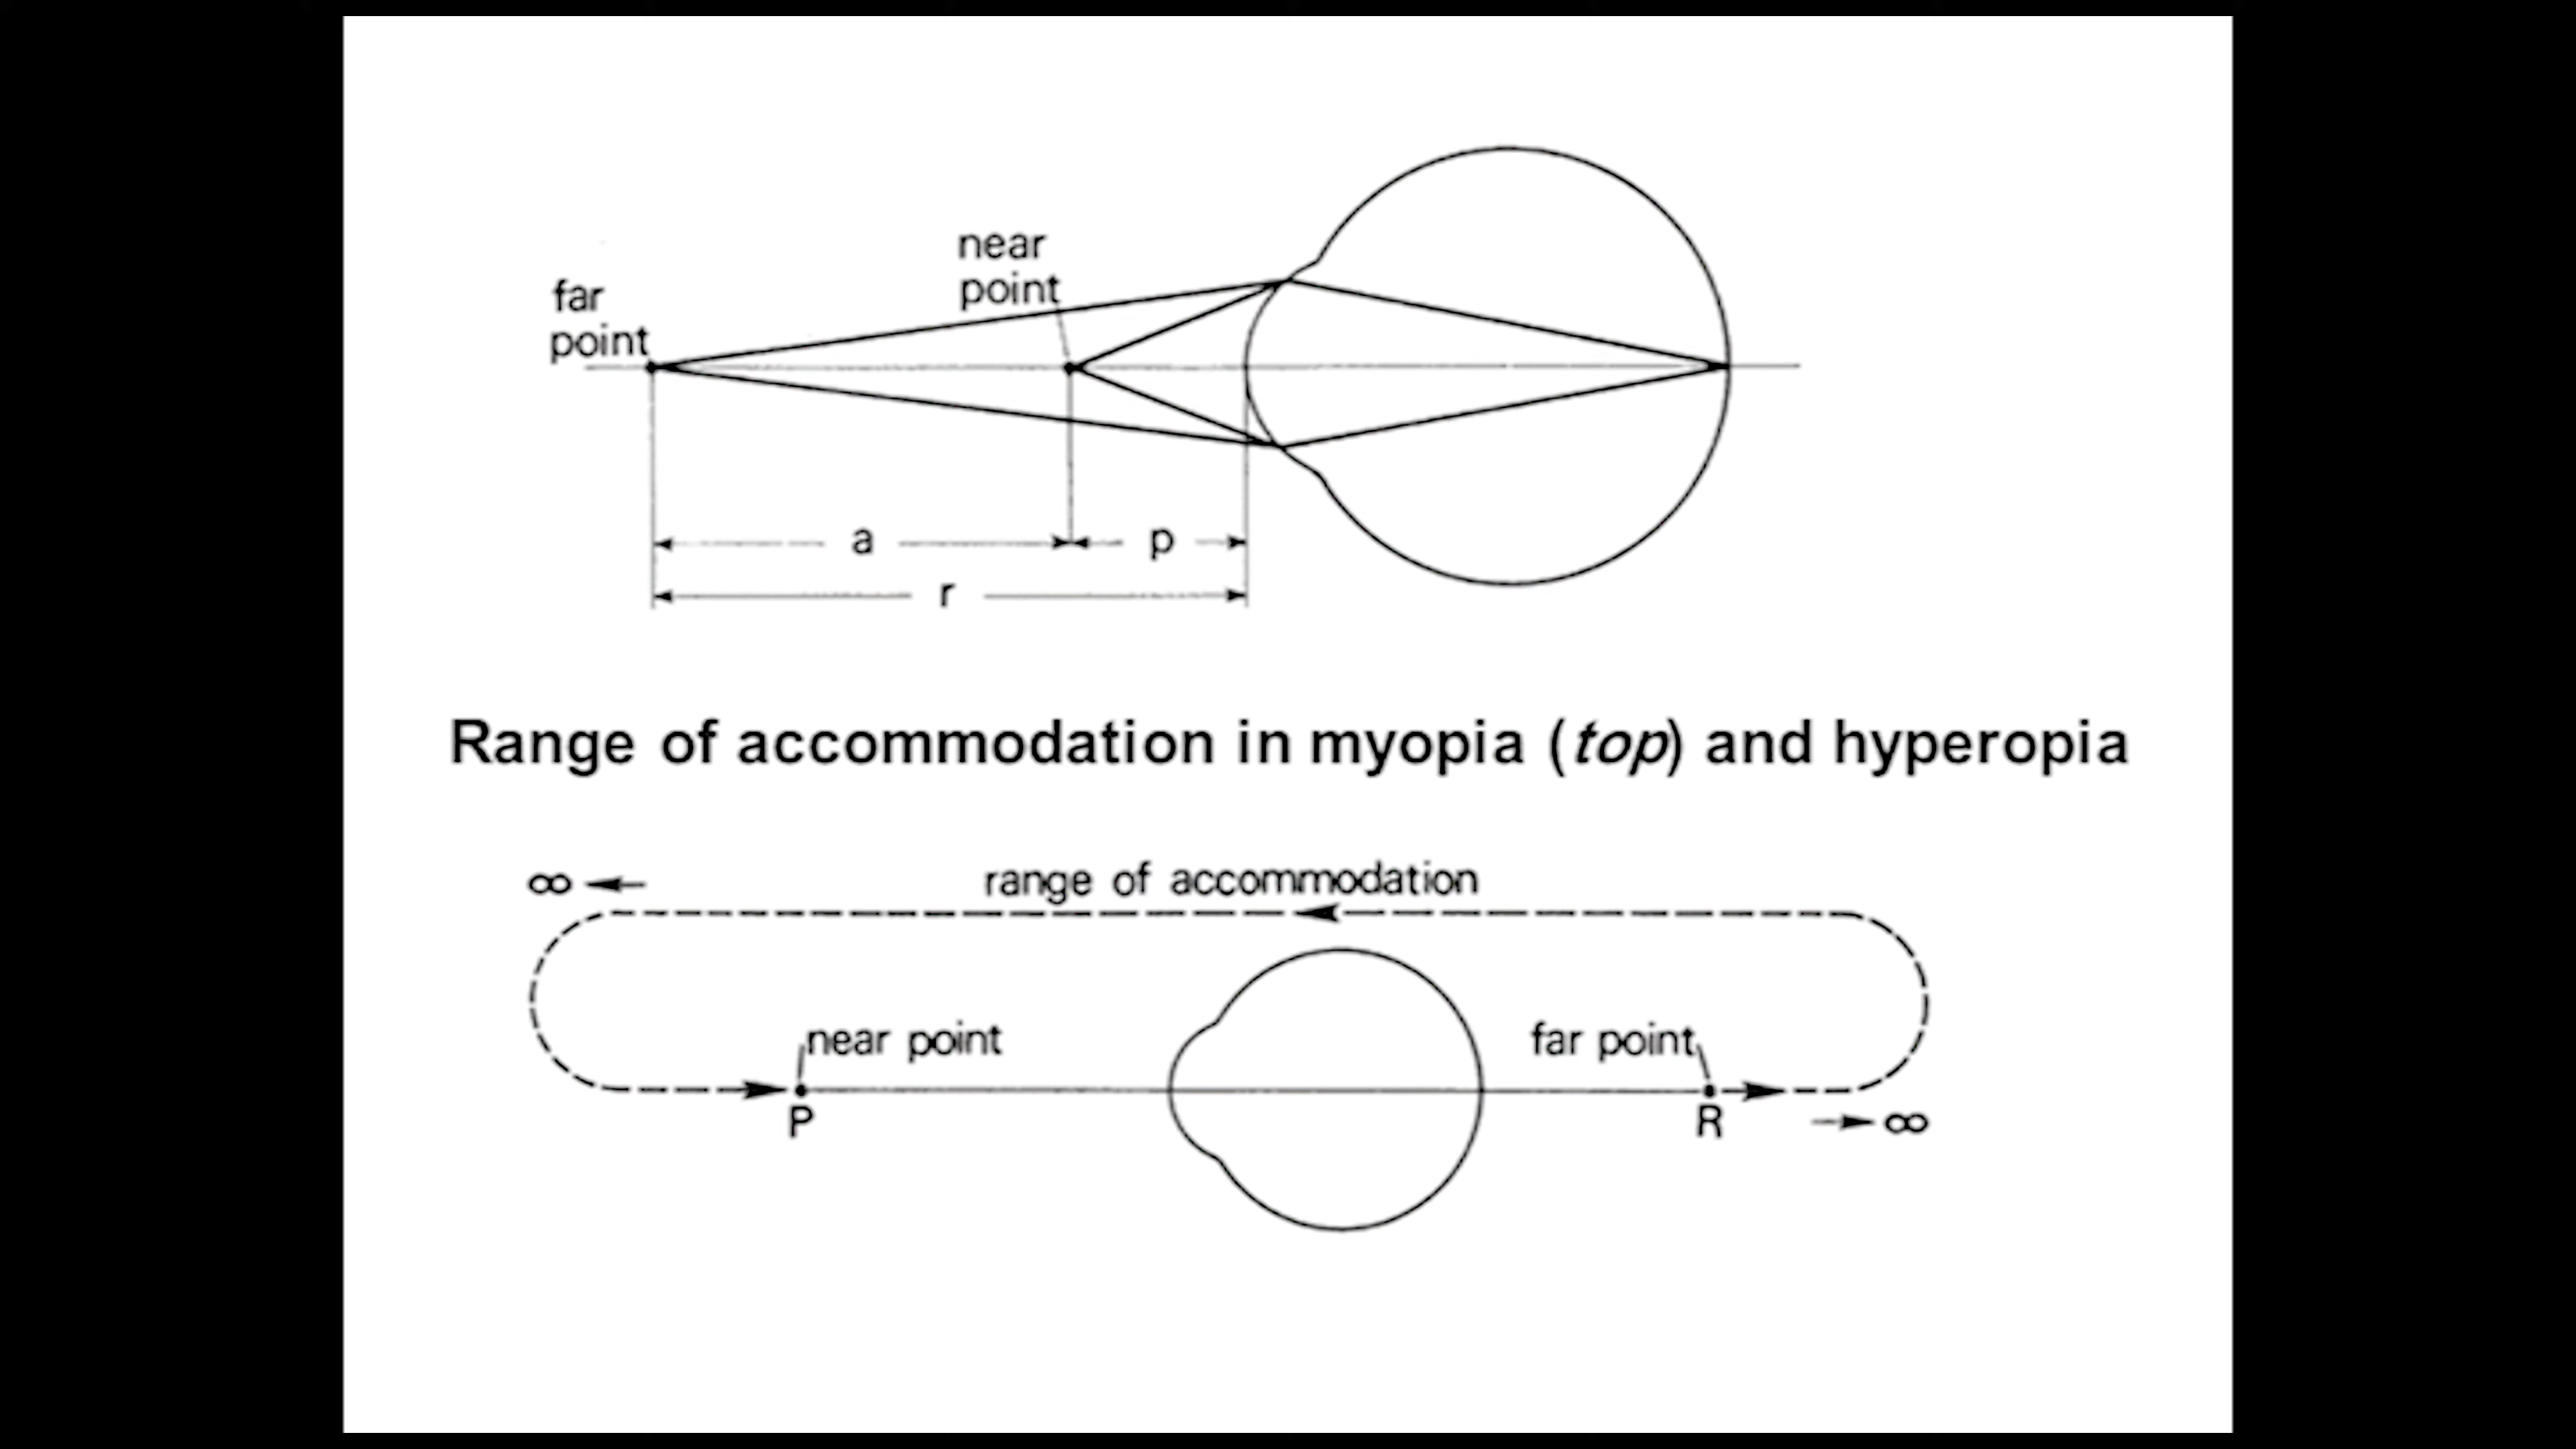 near
point
far
point
a
p
r
Range of accommodation in myopia (top) and hyperopia
∞
range of accommodation
near point
far point
P
R
∞